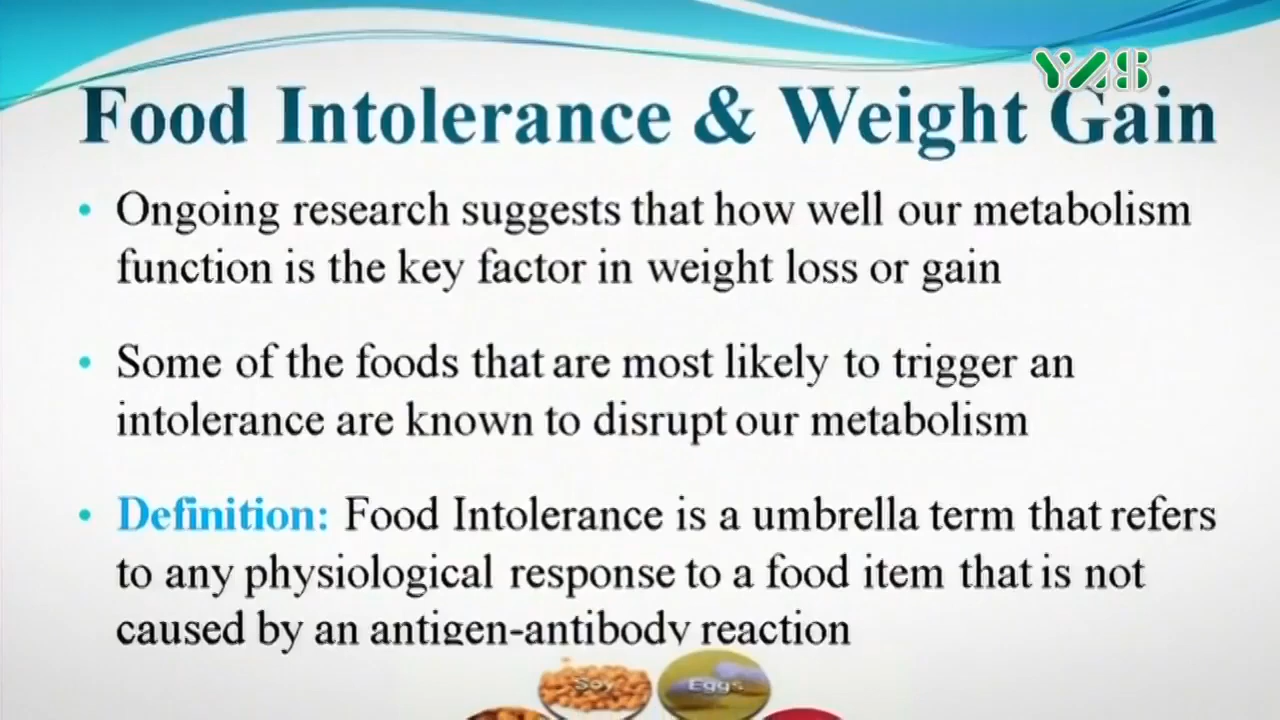 YZS
Food Intolerance & Weight Gain
• Ongoing research suggests that how well our metabolism
function is the key factor in weight loss or gain
• Some of the foods that are most likely to trigger an
intolerance are known to disrupt our metabolism
• Definition: Food Intolerance is a umbrella term that refers
to any physiological response to a food item that is not
caused by an antigen-antibody reaction
Soy Eggs